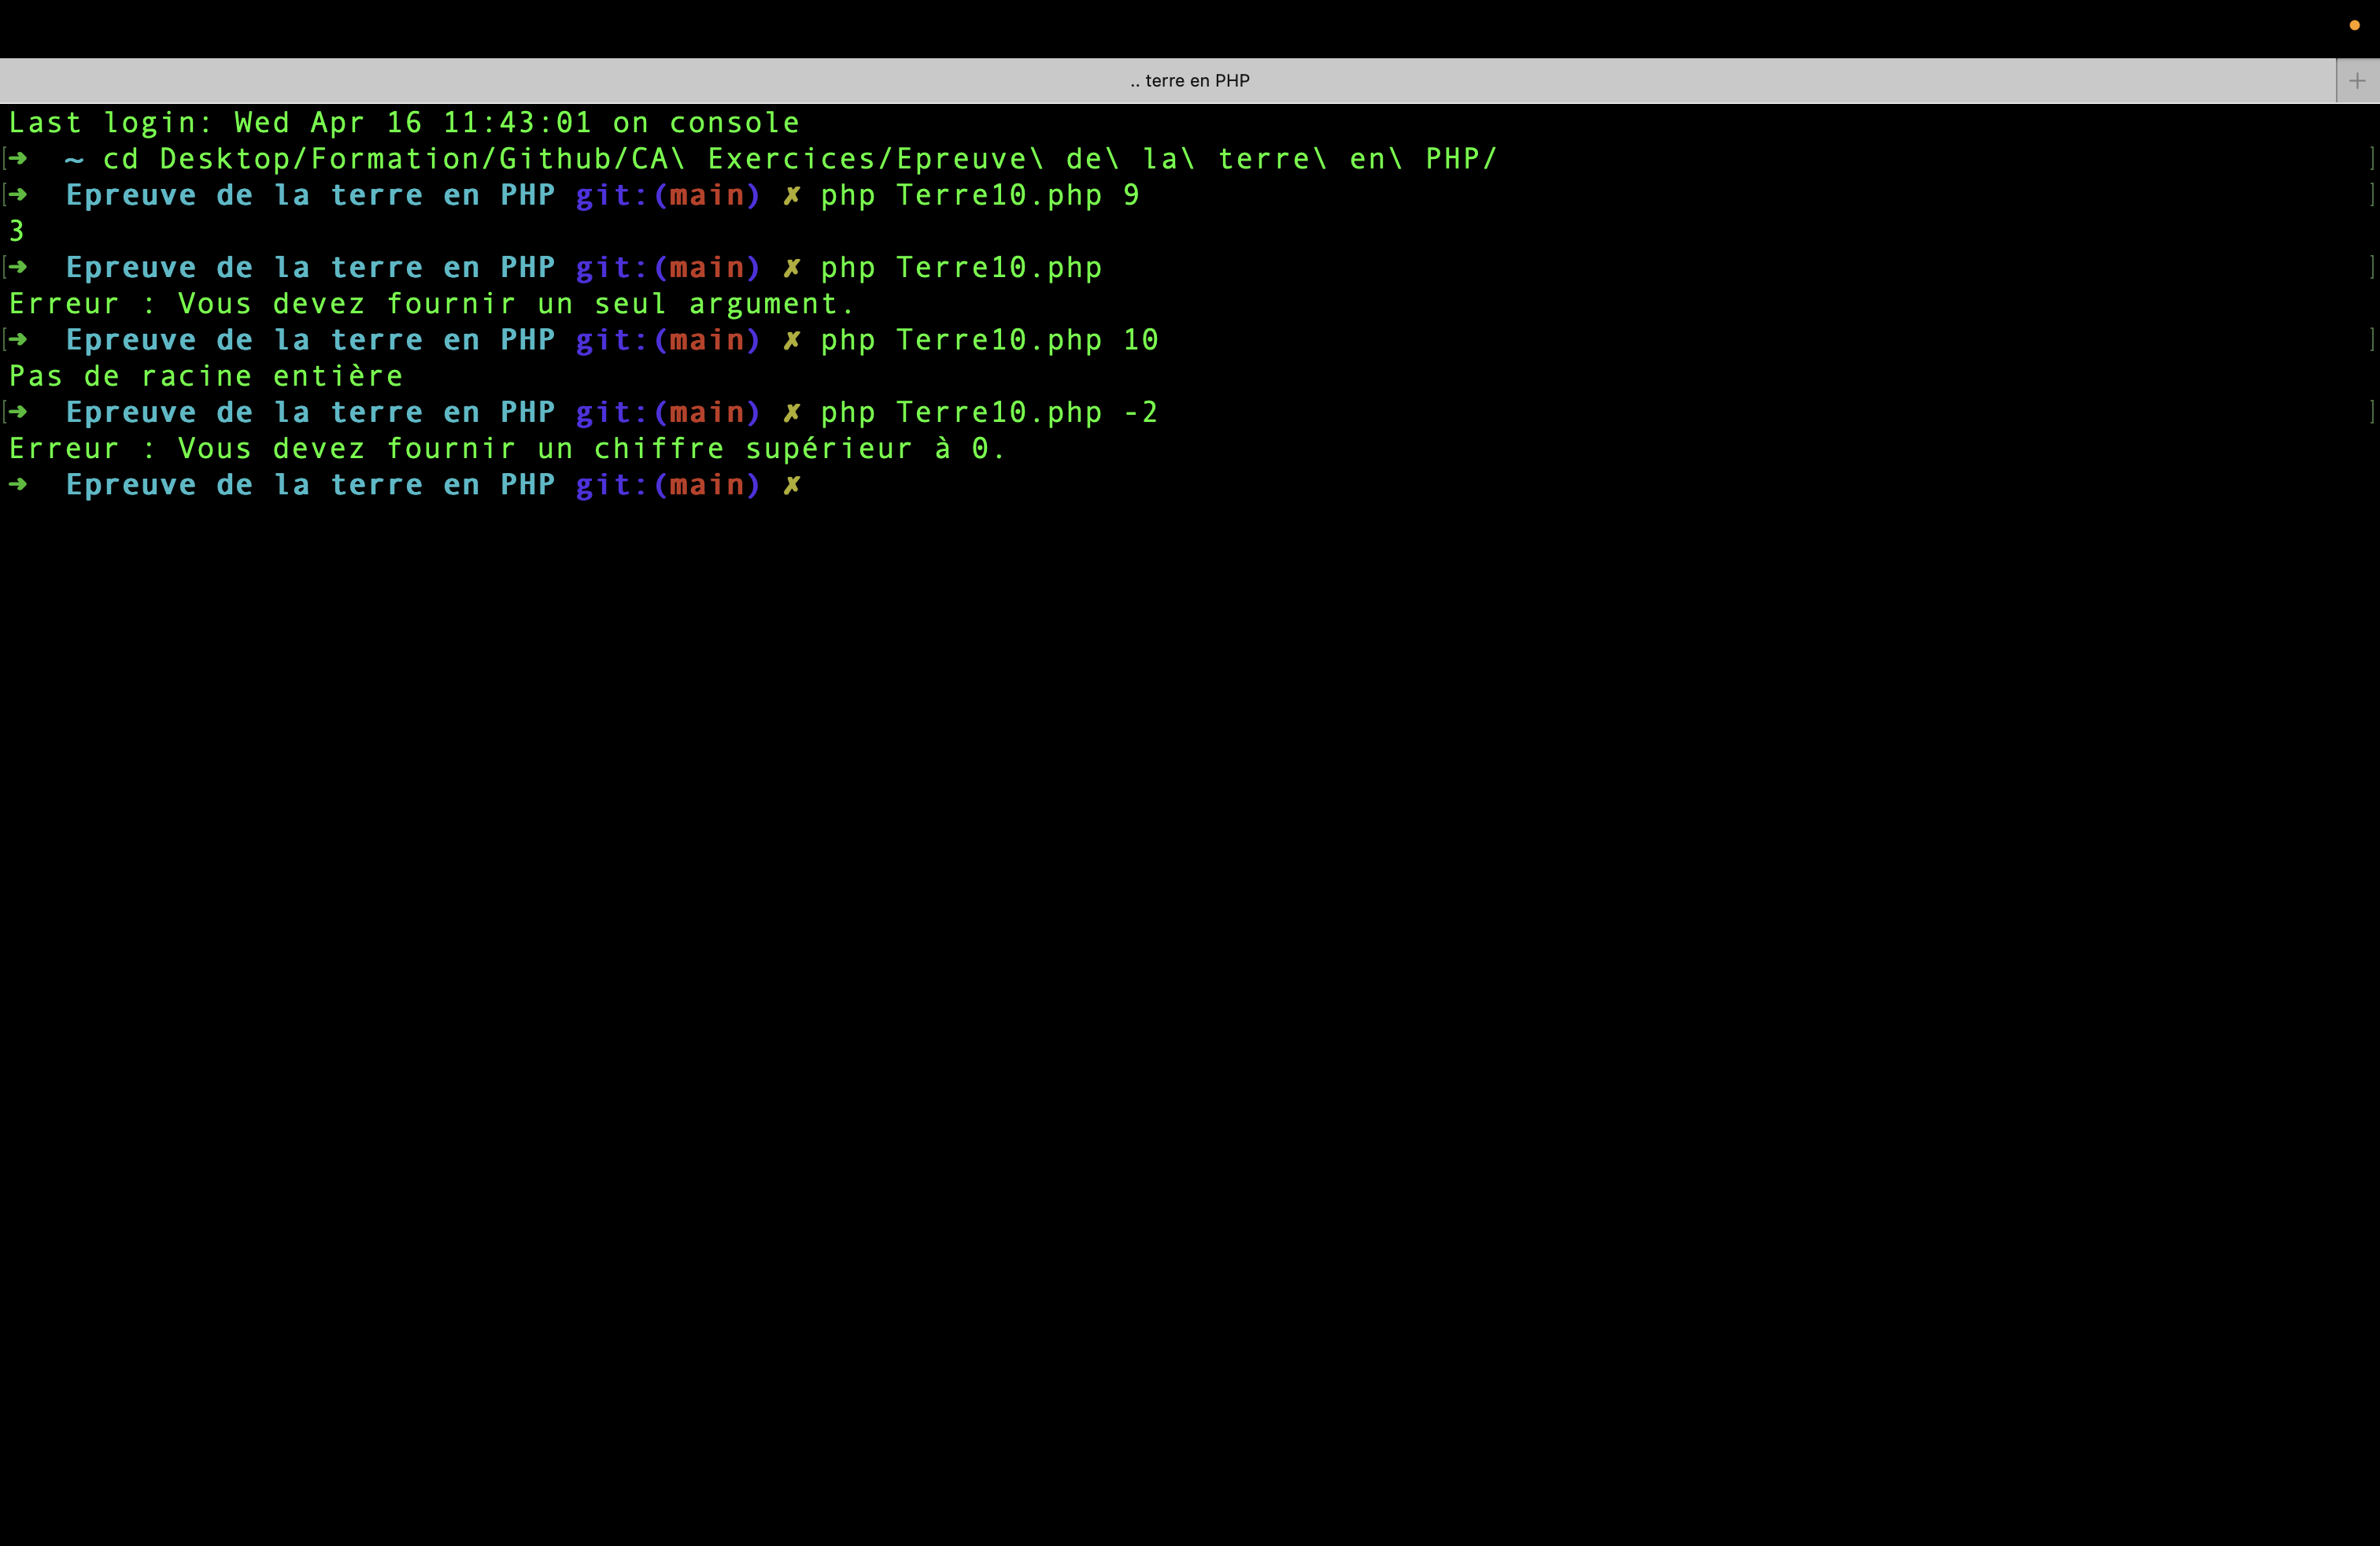 .. terre en PHP
Last login: Wed Apr 16 11:43:01 on console
[➜  ~ cd Desktop/Formation/Github/CA\ Exercices/Epreuve\ de\ la\ terre\ en\ PHP/ ]
[➜  Epreuve de la terre en PHP git:(main) ✗ php Terre10.php 9 ]
3
[➜  Epreuve de la terre en PHP git:(main) ✗ php Terre10.php ]
Erreur : Vous devez fournir un seul argument.
[➜  Epreuve de la terre en PHP git:(main) ✗ php Terre10.php 10 ]
Pas de racine entière
[➜  Epreuve de la terre en PHP git:(main) ✗ php Terre10.php -2 ]
Erreur : Vous devez fournir un chiffre supérieur à 0.
➜  Epreuve de la terre en PHP git:(main) ✗